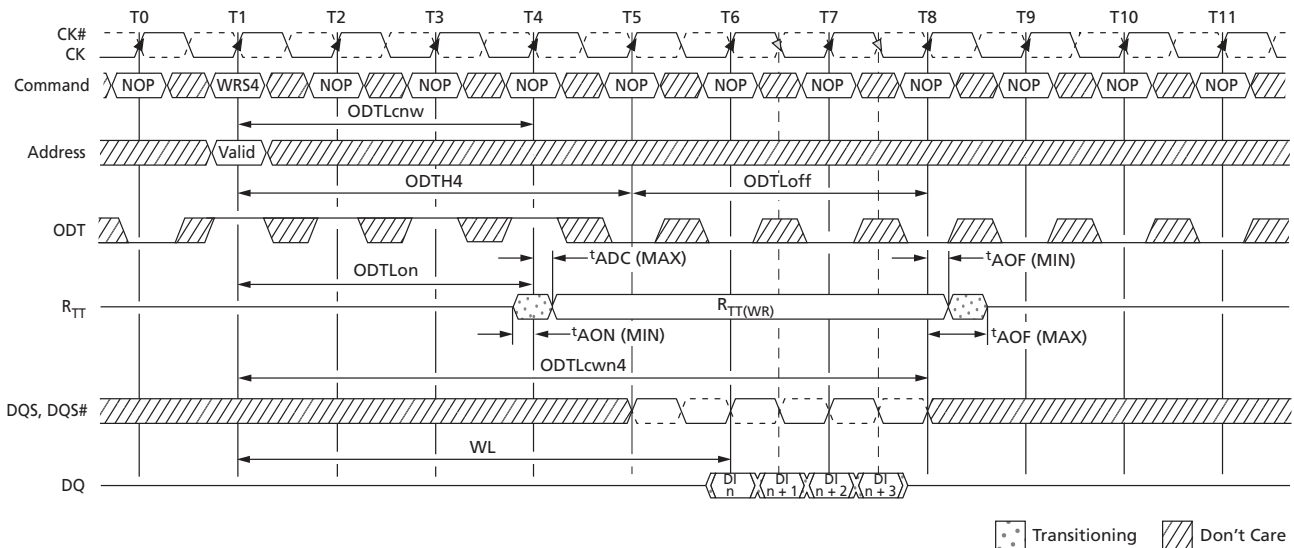 T0 T1 T2 T3 T4 T5 T6 T7 T8 T9 T10 T11
CK#
CK
Command NOP WRS4 NOP NOP NOP NOP NOP NOP NOP NOP NOP NOP
ODTLcnw
Address Valid
ODTH4 ODTLoff
ODT
ODTLon tADC (MAX) tAOF (MIN)
RTT RTT(WR)
tAON (MIN) tAOF (MAX)
ODTLcwn4
DQS, DQS#
WL
DQ DI n DI n + 1 DI n + 2 DI n + 3
Transitioning Don't Care